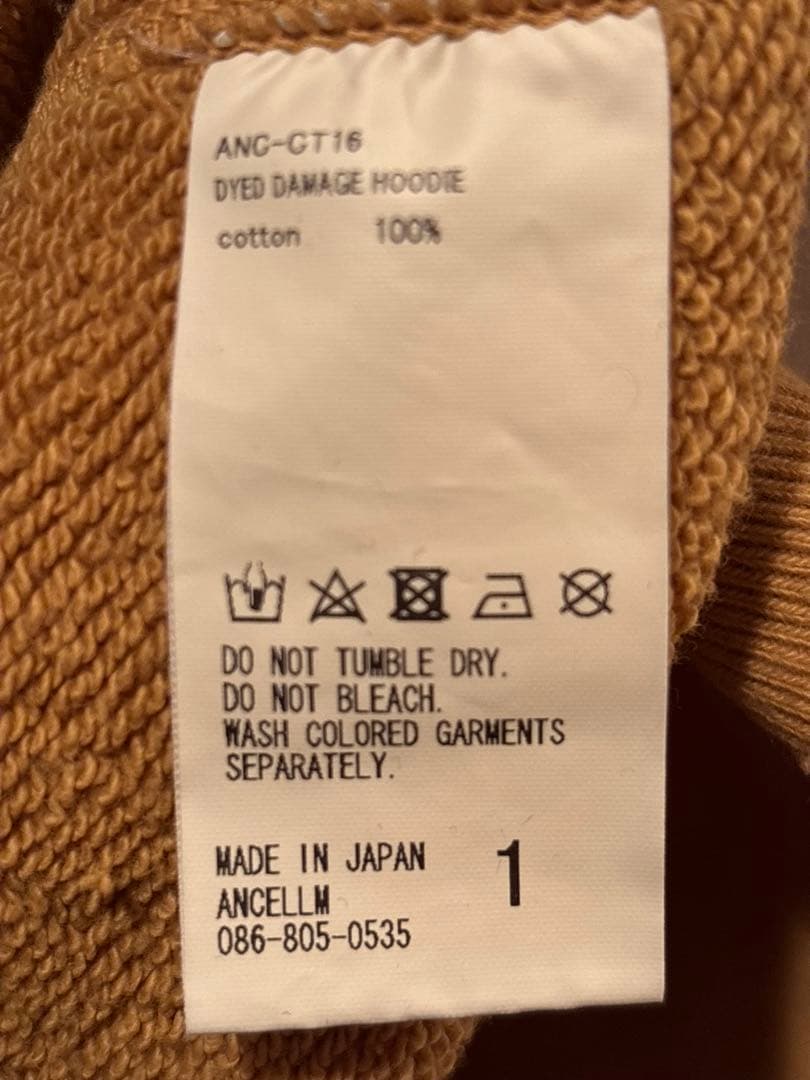 ANC-CT16
DYED DAMAGE HOODIE
cotton 100%
DO NOT TUMBLE DRY.
DO NOT BLEACH.
WASH COLORED GARMENTS
SEPARATELY.
MADE IN JAPAN 1
ANCELLM
086-805-0535